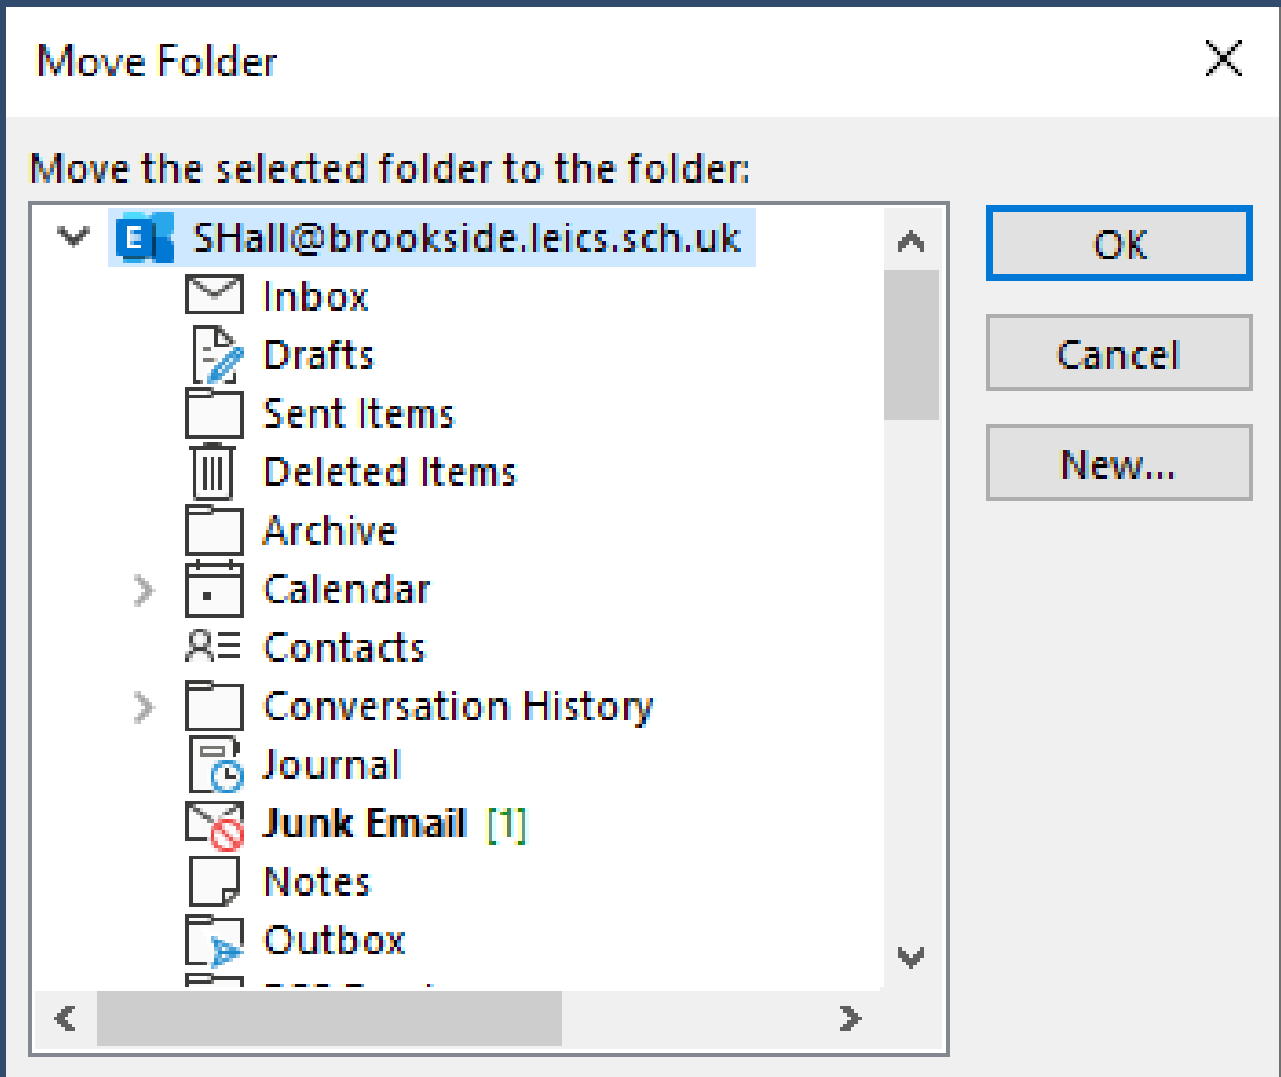 Move Folder
Move the selected folder to the folder:
SHall@brookside.leics.sch.uk
Inbox
Drafts
Sent Items
Deleted Items
Archive
Calendar
Contacts
Conversation History
Journal
Junk Email [1]
Notes
Outbox
OK
Cancel
New...